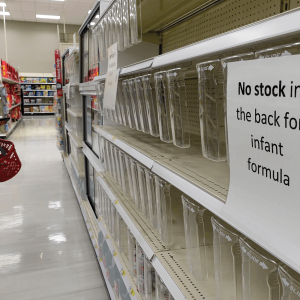 No stock in
the back for
infant
formula